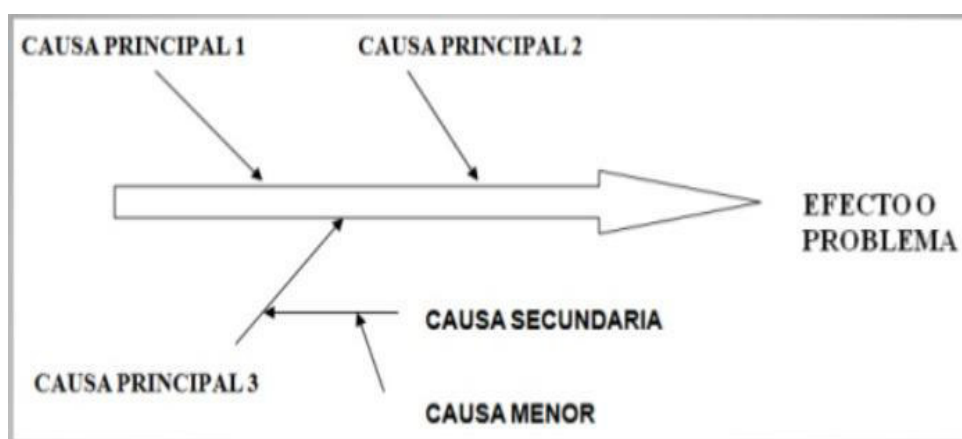 CAUSA PRINCIPAL 1
CAUSA PRINCIPAL 2
EFECTO O
PROBLEMA
CAUSA SECUNDARIA
CAUSA PRINCIPAL 3
CAUSA MENOR